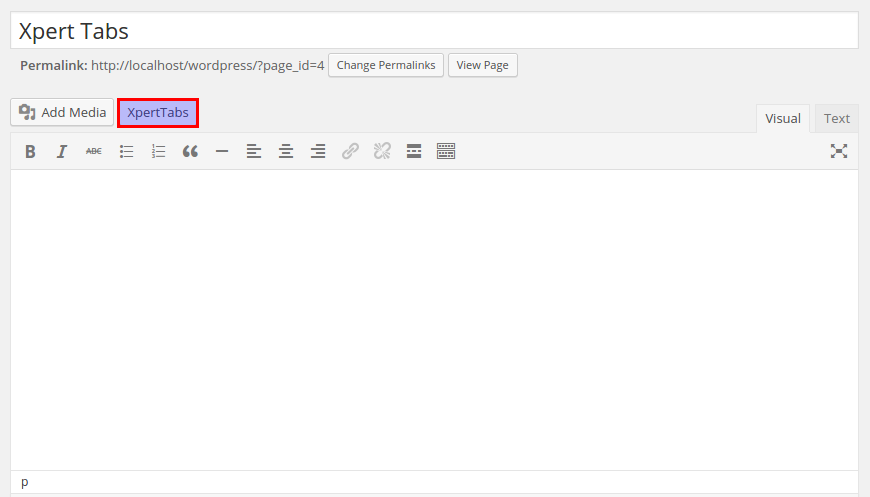 Xpert Tabs
Permalink: http://localhost/wordpress/?page_id=4 Change Permalinks View Page
Add Media XpertTabs Visual Text
B I ABC
p